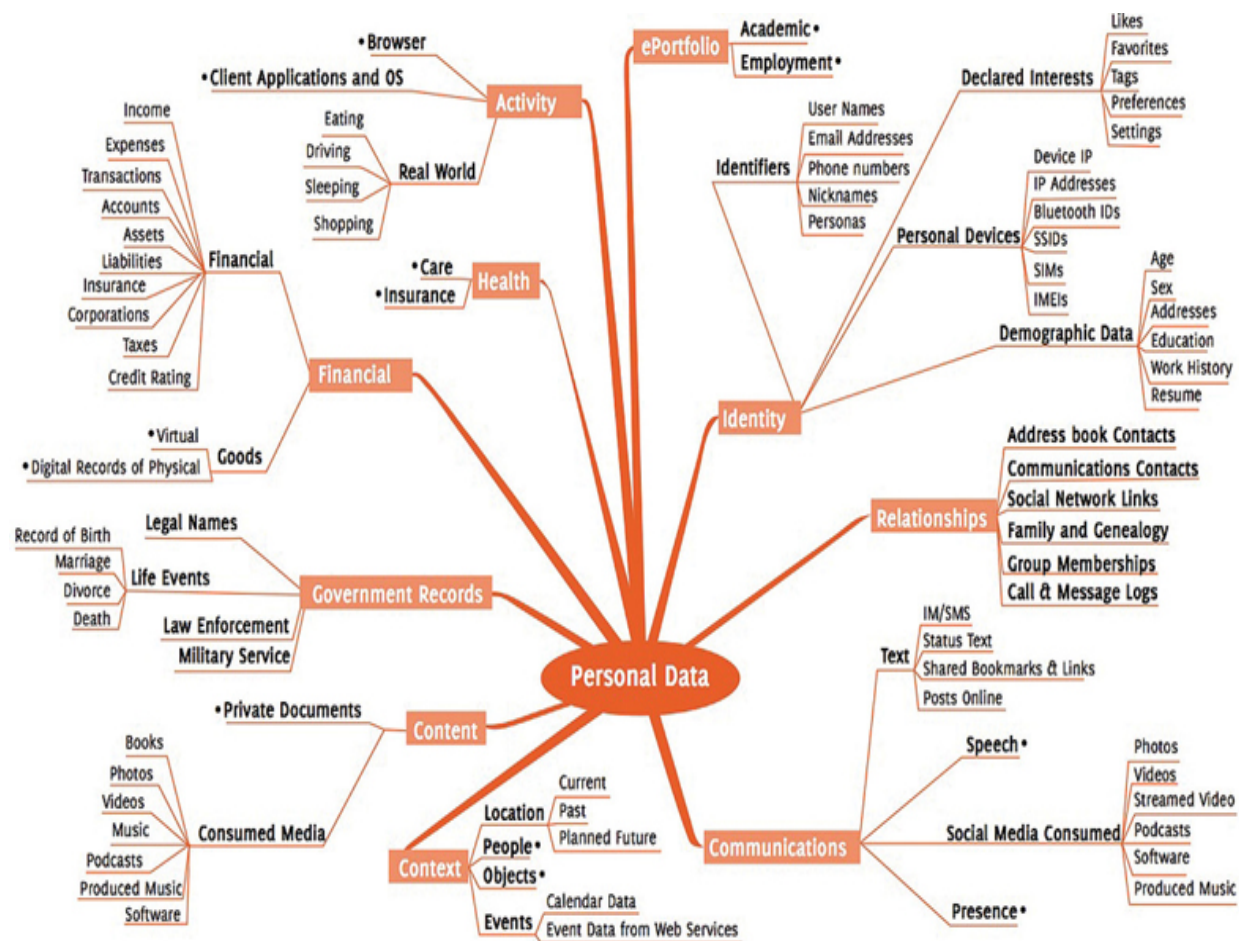 Personal Data
ePortfolio
Academic•
Employment•
Activity
•Browser
•Client Applications and OS
Real World
Eating
Driving
Sleeping
Shopping
Health
•Care
•Insurance
Financial
Financial
Income
Expenses
Transactions
Accounts
Assets
Liabilities
Insurance
Corporations
Taxes
Credit Rating
Goods
•Virtual
•Digital Records of Physical
Government Records
Legal Names
Life Events
Record of Birth
Marriage
Divorce
Death
Law Enforcement
Military Service
Content
•Private Documents
Consumed Media
Books
Photos
Videos
Music
Podcasts
Produced Music
Software
Context
Location
Current
Past
Planned Future
People•
Objects•
Events
Calendar Data
Event Data from Web Services
Identity
Identifiers
User Names
Email Addresses
Phone numbers
Nicknames
Personas
Declared Interests
Likes
Favorites
Tags
Preferences
Settings
Personal Devices
Device IP
IP Addresses
Bluetooth IDs
SSIDs
SIMs
IMEIs
Demographic Data
Age
Sex
Addresses
Education
Work History
Resume
Relationships
Address book Contacts
Communications Contacts
Social Network Links
Family and Genealogy
Group Memberships
Call & Message Logs
Communications
Text
IM/SMS
Status Text
Shared Bookmarks & Links
Posts Online
Speech•
Social Media Consumed
Photos
Videos
Streamed Video
Podcasts
Software
Produced Music
Presence•